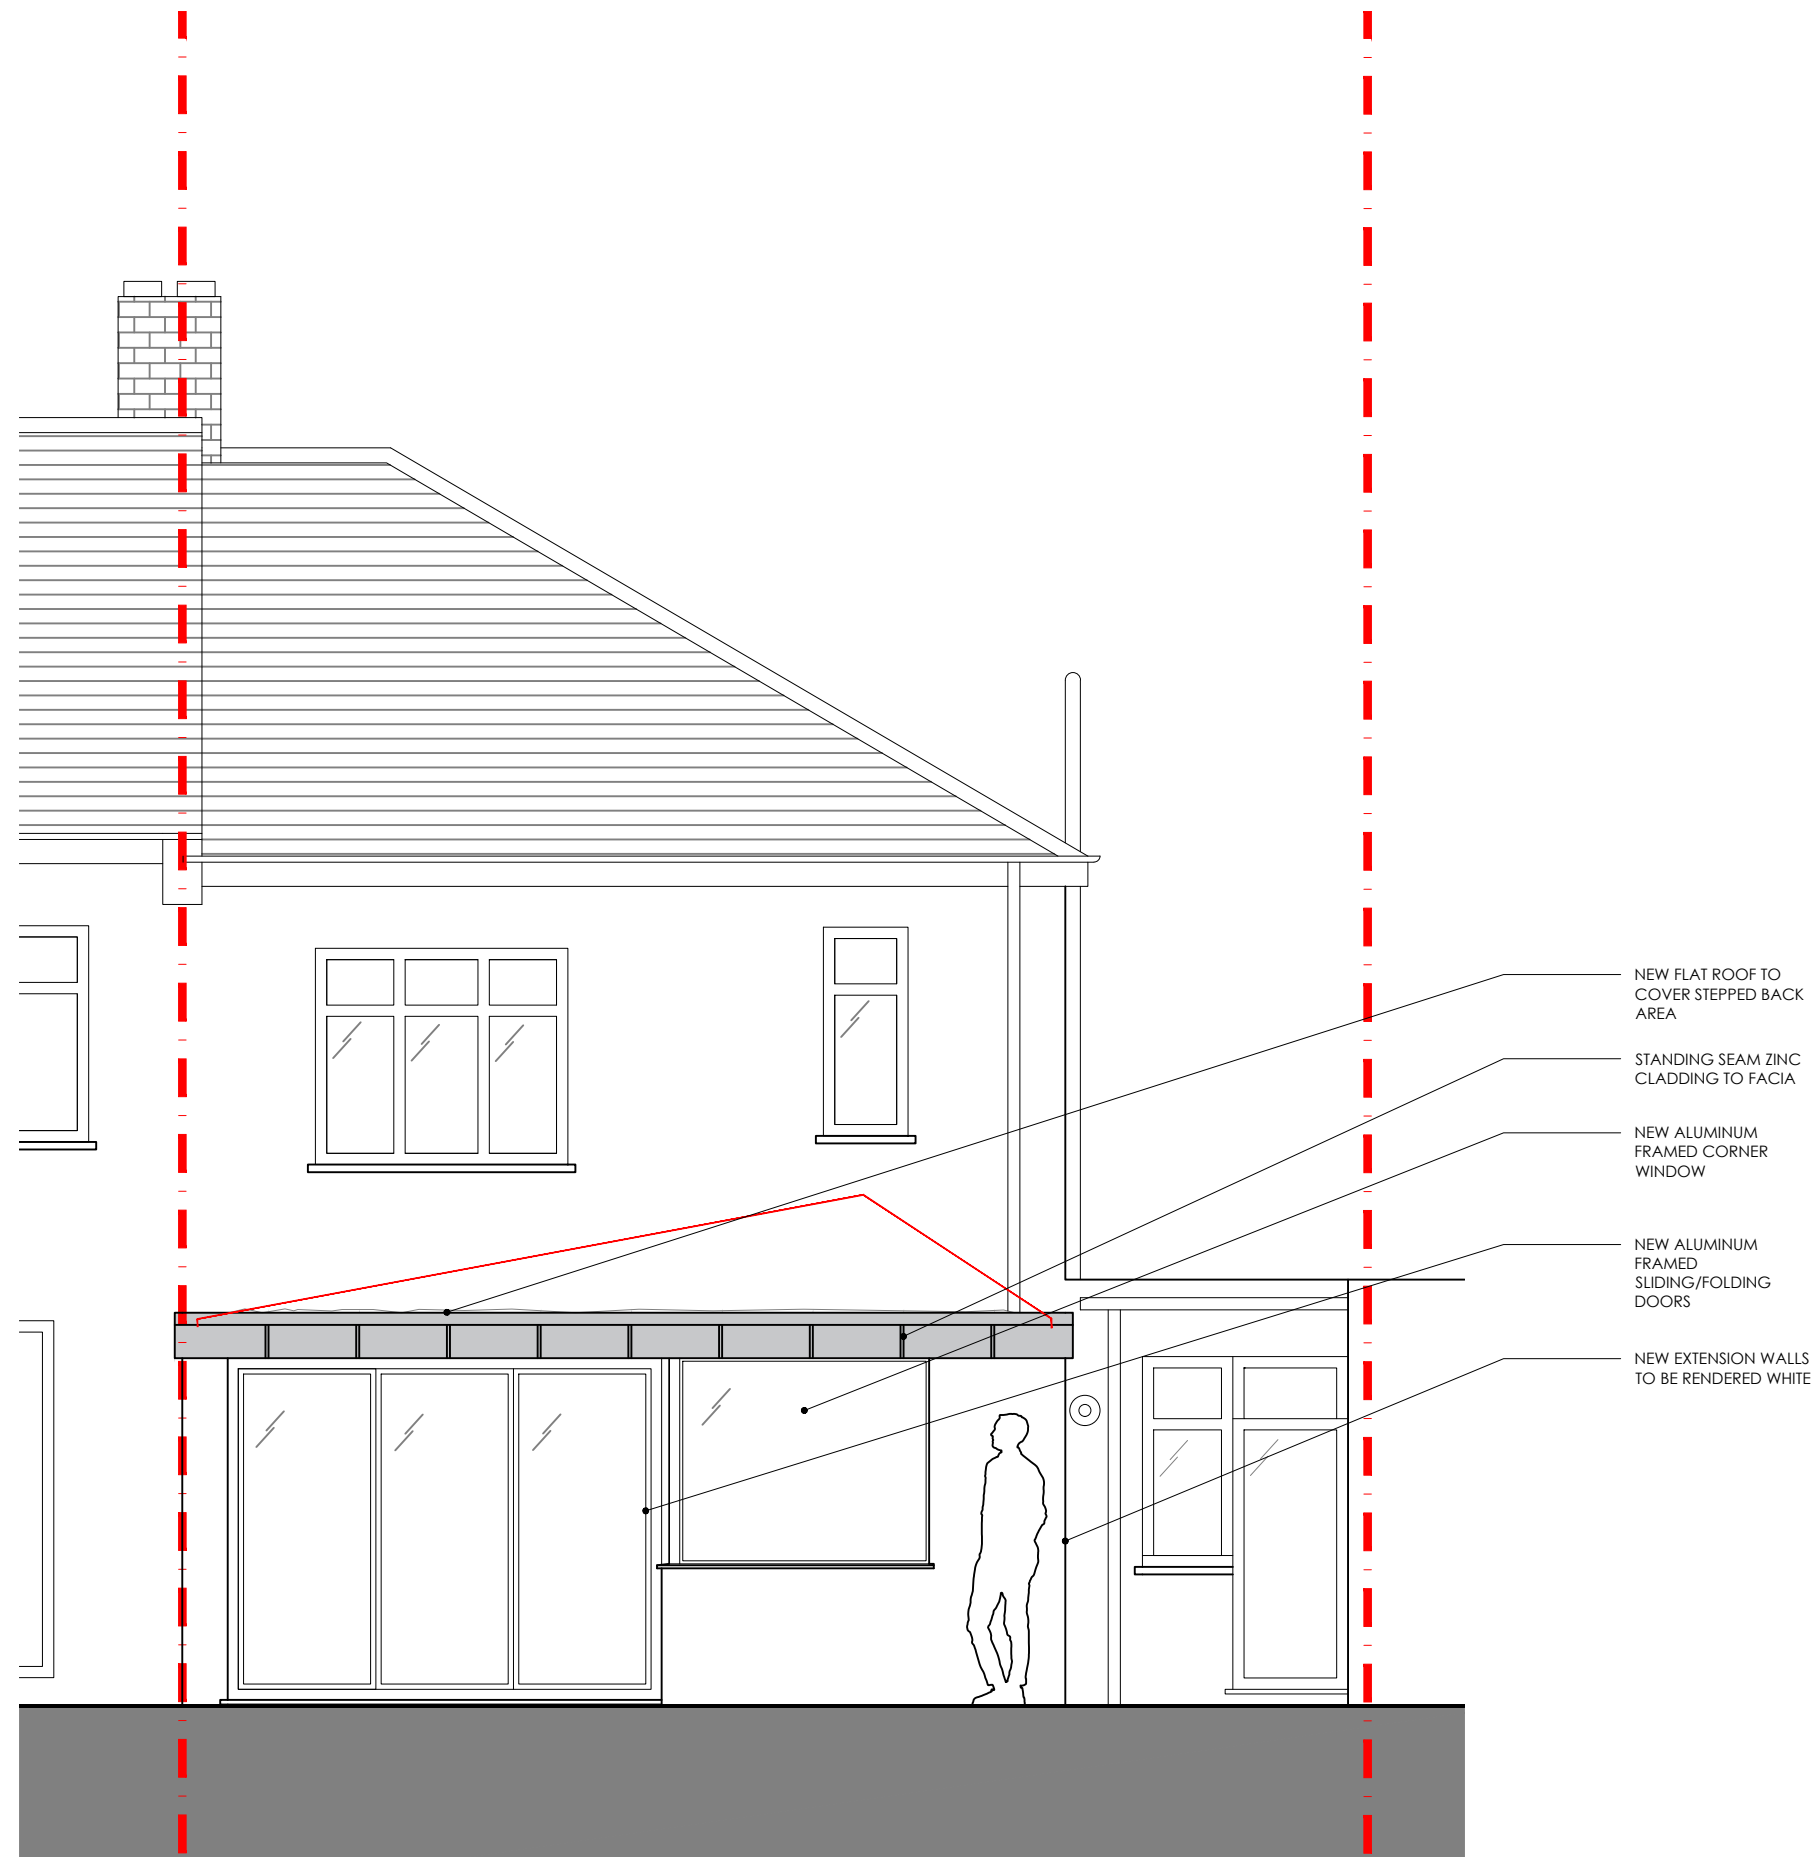 NEW FLAT ROOF TO
COVER STEPPED BACK
AREA
STANDING SEAM ZINC
CLADDING TO FACIA
NEW ALUMINUM
FRAMED CORNER
WINDOW
NEW ALUMINUM
FRAMED
SLIDING/FOLDING
DOORS
NEW EXTENSION WALLS
TO BE RENDERED WHITE